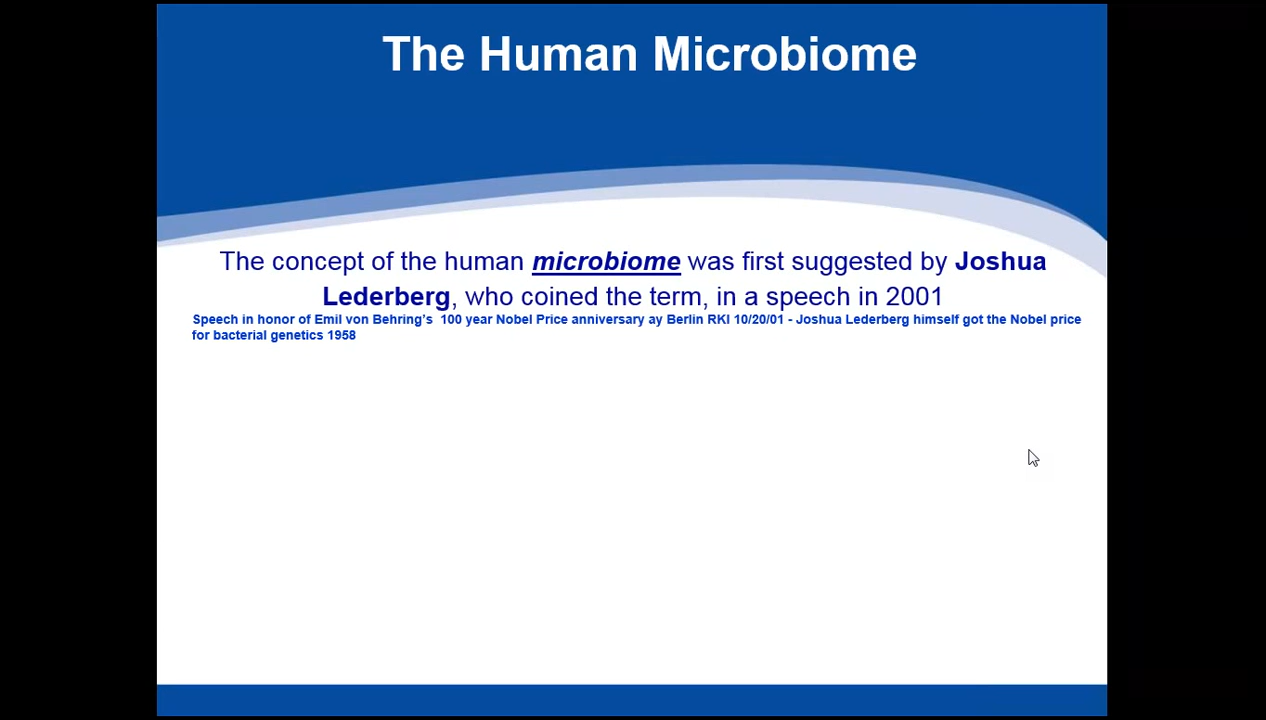 The Human Microbiome
The concept of the human microbiome was first suggested by Joshua
Lederberg, who coined the term, in a speech in 2001
Speech in honor of Emil von Behring’s  100 year Nobel Price anniversary ay Berlin RKI 10/20/01 - Joshua Lederberg himself got the Nobel price
for bacterial genetics 1958